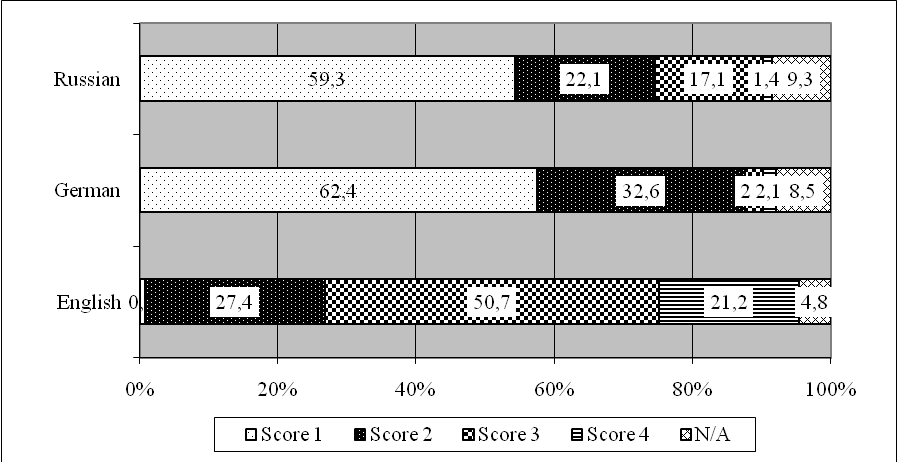 Russian 59,3 22,1 17,1 1,4 9,3
German 62,4 32,6 2 2,1 8,5
English 0, 27,4 50,7 21,2 4,8
0% 20% 40% 60% 80% 100%
Score 1 Score 2 Score 3 Score 4 N/A